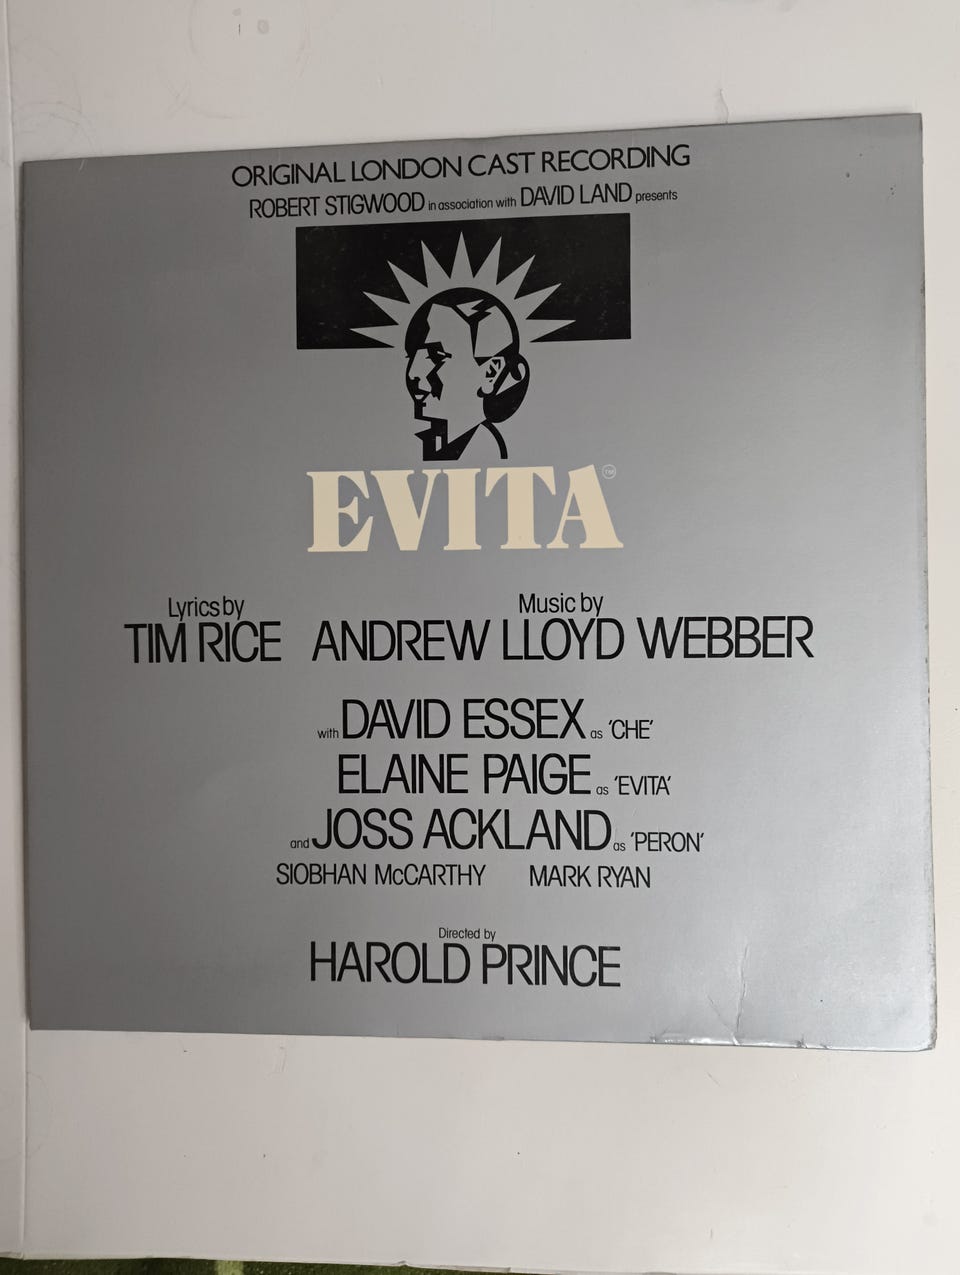 ORIGINAL LONDON CAST RECORDING
ROBERT STIGWOOD in association with DAVID LAND presents
EVITA™
Lyrics by Music by
TIM RICE ANDREW LLOYD WEBBER
with DAVID ESSEX as 'CHE'
ELAINE PAIGE as 'EVITA'
and JOSS ACKLAND as 'PERON'
SIOBHAN McCARTHY MARK RYAN
Directed by
HAROLD PRINCE